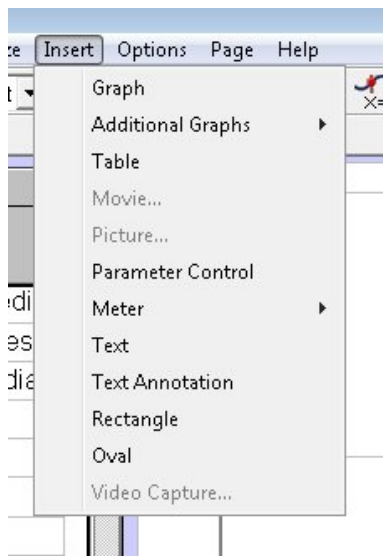 Insert Options Page Help
Graph
Additional Graphs
Table
Movie...
Picture...
Parameter Control
Meter
Text
Text Annotation
Rectangle
Oval
Video Capture...